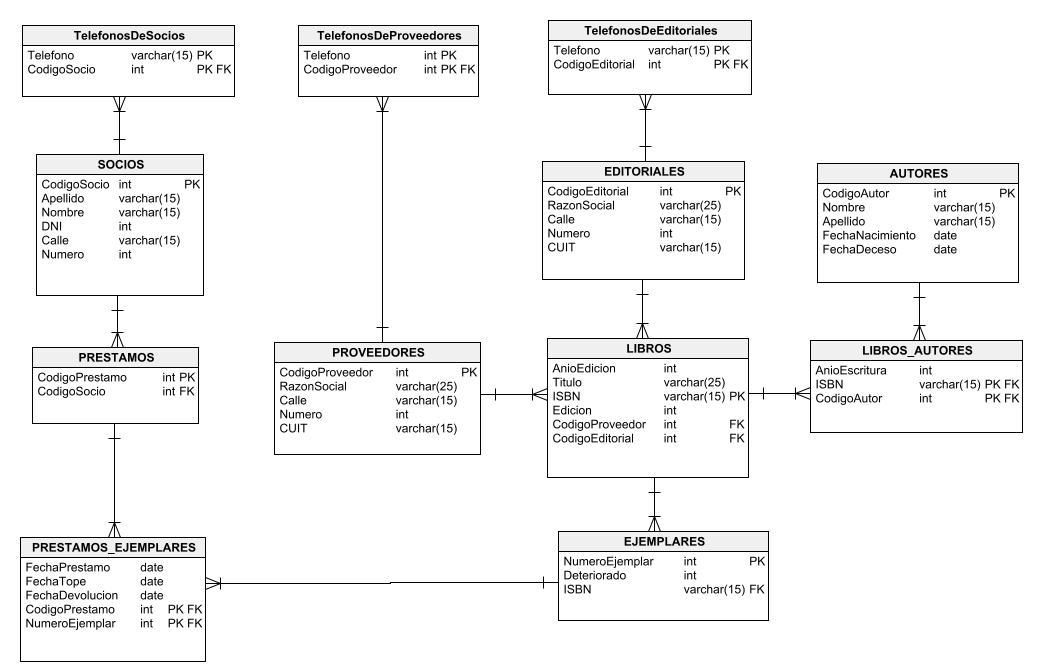 TelefonosDeSocios
Telefono varchar(15) PK
CodigoSocio int PK FK
TelefonosDeProveedores
Telefono int PK
CodigoProveedor int PK FK
TelefonosDeEditoriales
Telefono varchar(15) PK
CodigoEditorial int PK FK
SOCIOS
CodigoSocio int PK
Apellido varchar(15)
Nombre varchar(15)
DNI int
Calle varchar(15)
Numero int
EDITORIALES
CodigoEditorial int PK
RazonSocial varchar(25)
Calle varchar(15)
Numero int
CUIT varchar(15)
AUTORES
CodigoAutor int PK
Nombre varchar(15)
Apellido varchar(15)
FechaNacimiento date
FechaDeceso date
PRESTAMOS
CodigoPrestamo int PK
CodigoSocio int FK
PROVEEDORES
CodigoProveedor int PK
RazonSocial varchar(25)
Calle varchar(15)
Numero int
CUIT varchar(15)
LIBROS
AnioEdicion int
Titulo varchar(25)
ISBN varchar(15) PK
Edicion int
CodigoProveedor int FK
CodigoEditorial int FK
LIBROS_AUTORES
AnioEscritura int
ISBN varchar(15) PK FK
CodigoAutor int PK FK
PRESTAMOS_EJEMPLARES
FechaPrestamo date
FechaTope date
FechaDevolucion date
CodigoPrestamo int PK FK
NumeroEjemplar int PK FK
EJEMPLARES
NumeroEjemplar int PK
Deteriorado int
ISBN varchar(15) FK